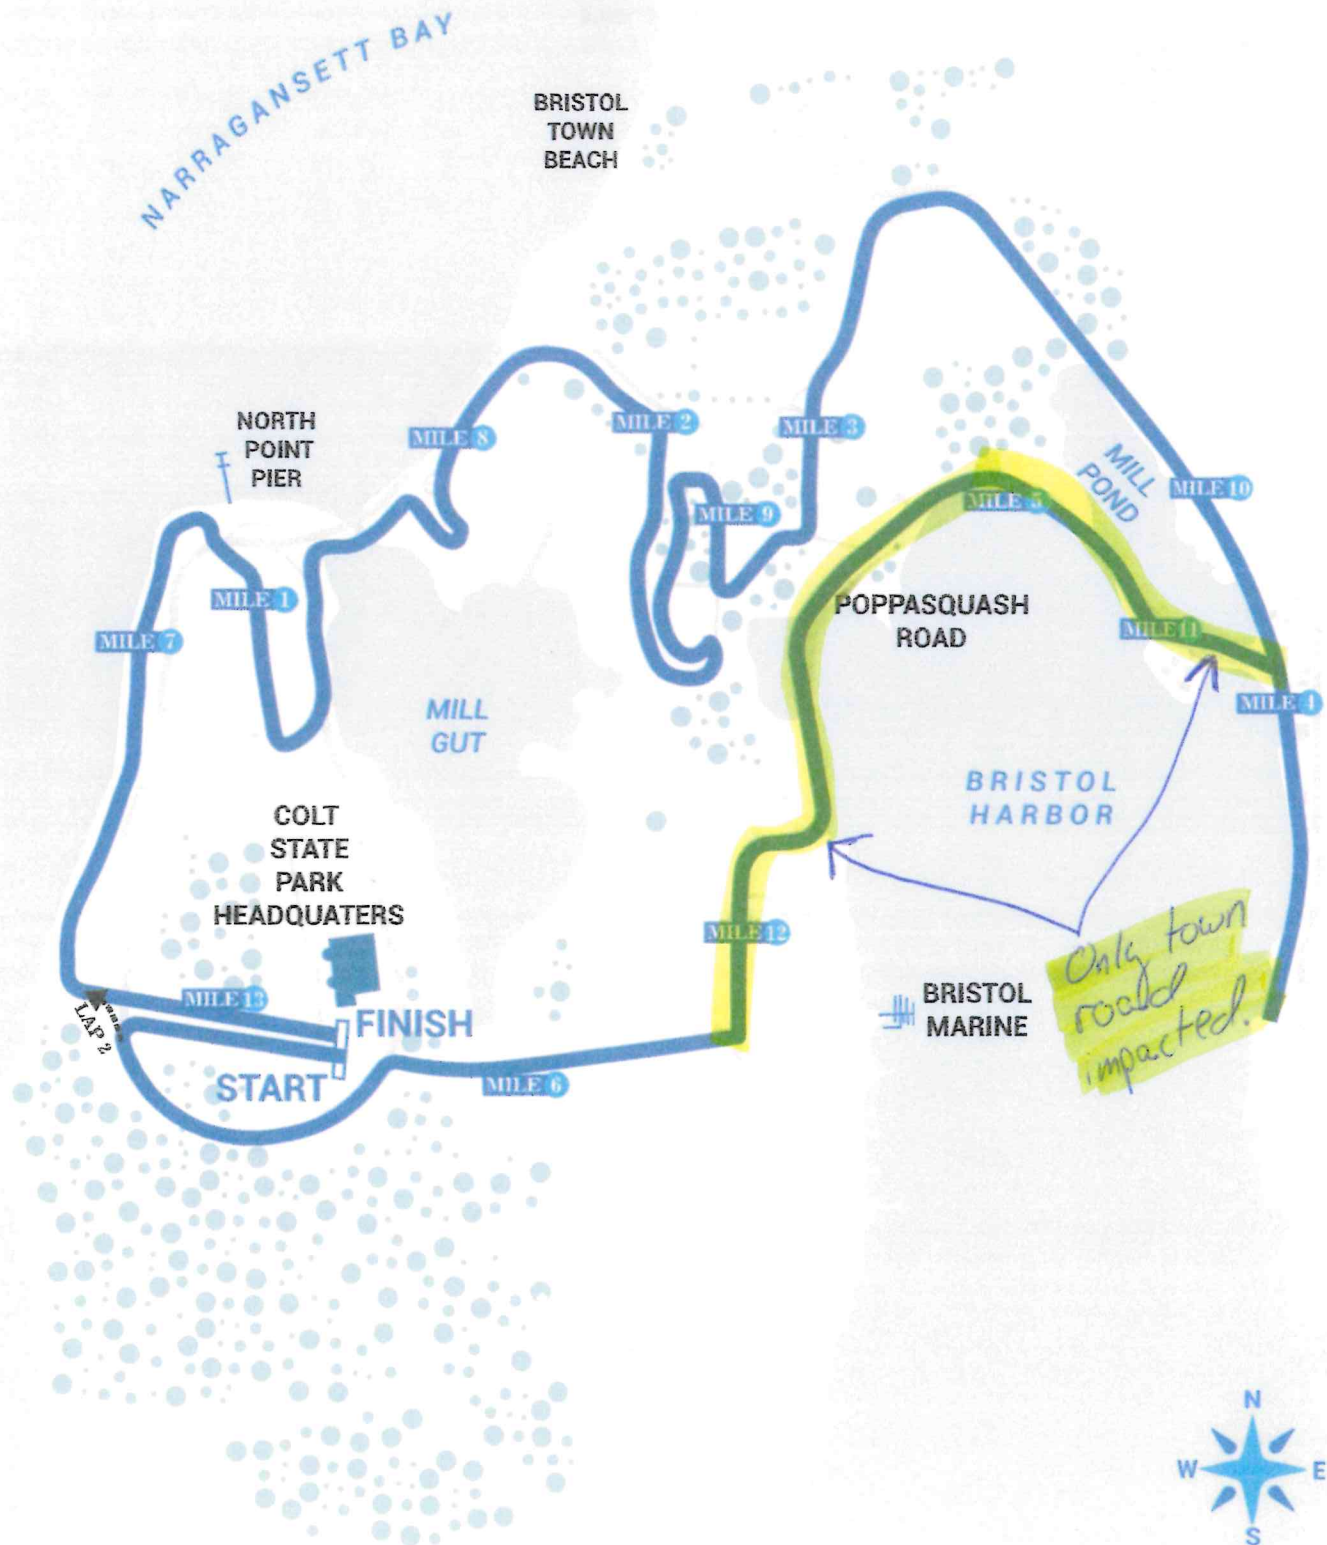 NARRAGANSETT BAY
BRISTOL
TOWN
BEACH
NORTH
POINT
PIER
MILE 8
MILE 2
MILE 3
MILL
POND
MILE 10
MILE 9
MILE 5
MILE 1
MILE 7
POPPASQUASH
ROAD
MILE 11
MILE 4
MILL
GUT
BRISTOL
HARBOR
COLT
STATE
PARK
HEADQUATERS
MILE 12
Only town
road
impacted.
MILE 13
BRISTOL
MARINE
LAP 2
FINISH
START
MILE 6
N
W
E
S